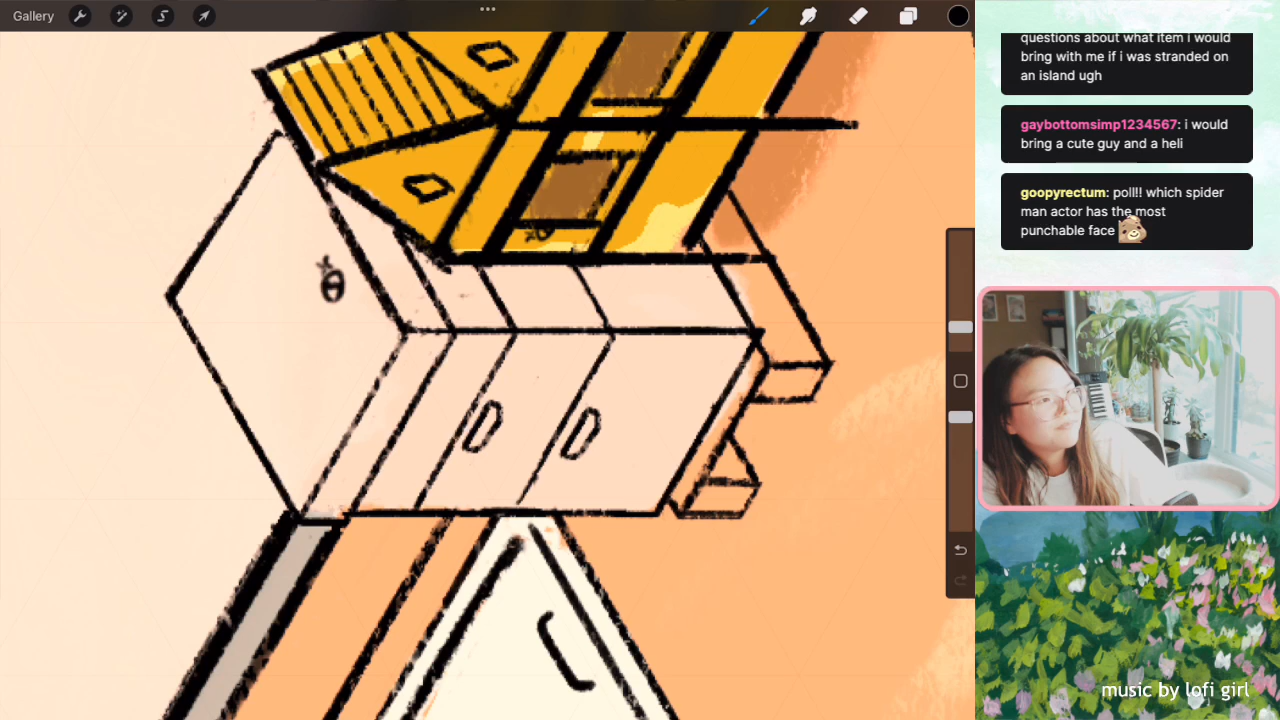 Gallery
questions about what item i would
bring with me if i was stranded on
an island ugh
gaybottomsimp1234567: i would
bring a cute guy and a heli
goopyrectum: poll!! which spider
man actor has the most
punchable face
music by lofi girl